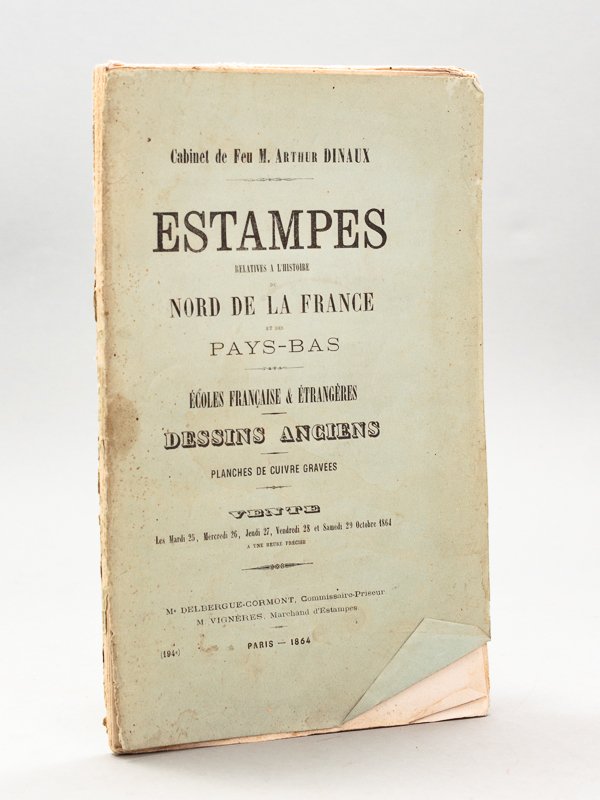 Cabinet de Feu M. ARTHUR DINAUX
ESTAMPES
RELATIVES A L'HISTOIRE
DU
NORD DE LA FRANCE
ET DES
PAYS-BAS
ÉCOLES FRANÇAISE & ÉTRANGÈRES
DESSINS ANCIENS
PLANCHES DE CUIVRE GRAVÉES
VENTE
Les Mardi 25, Mercredi 26, Jeudi 27, Vendredi 28 et Samedi 29 Octobre 1864
A UNE HEURE PRÉCISE
Me DELBERGUE-CORMONT, Commissaire-Priseur
M. VIGNÈRES, Marchand d'Estampes
PARIS — 1864
(194e)